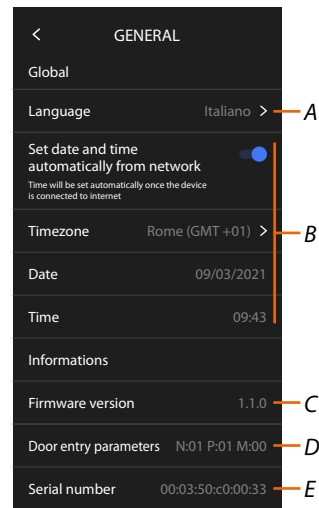 < GENERAL
Global
Language Italiano > A
Set date and time
automatically from network
Time will be set automatically once the device
is connected to internet
Timezone Rome (GMT +01) > B
Date 09/03/2021
Time 09:43
Informations
Firmware version 1.1.0 C
Door entry parameters N:01 P:01 M:00 D
Serial number 00:03:50:c0:00:33 E